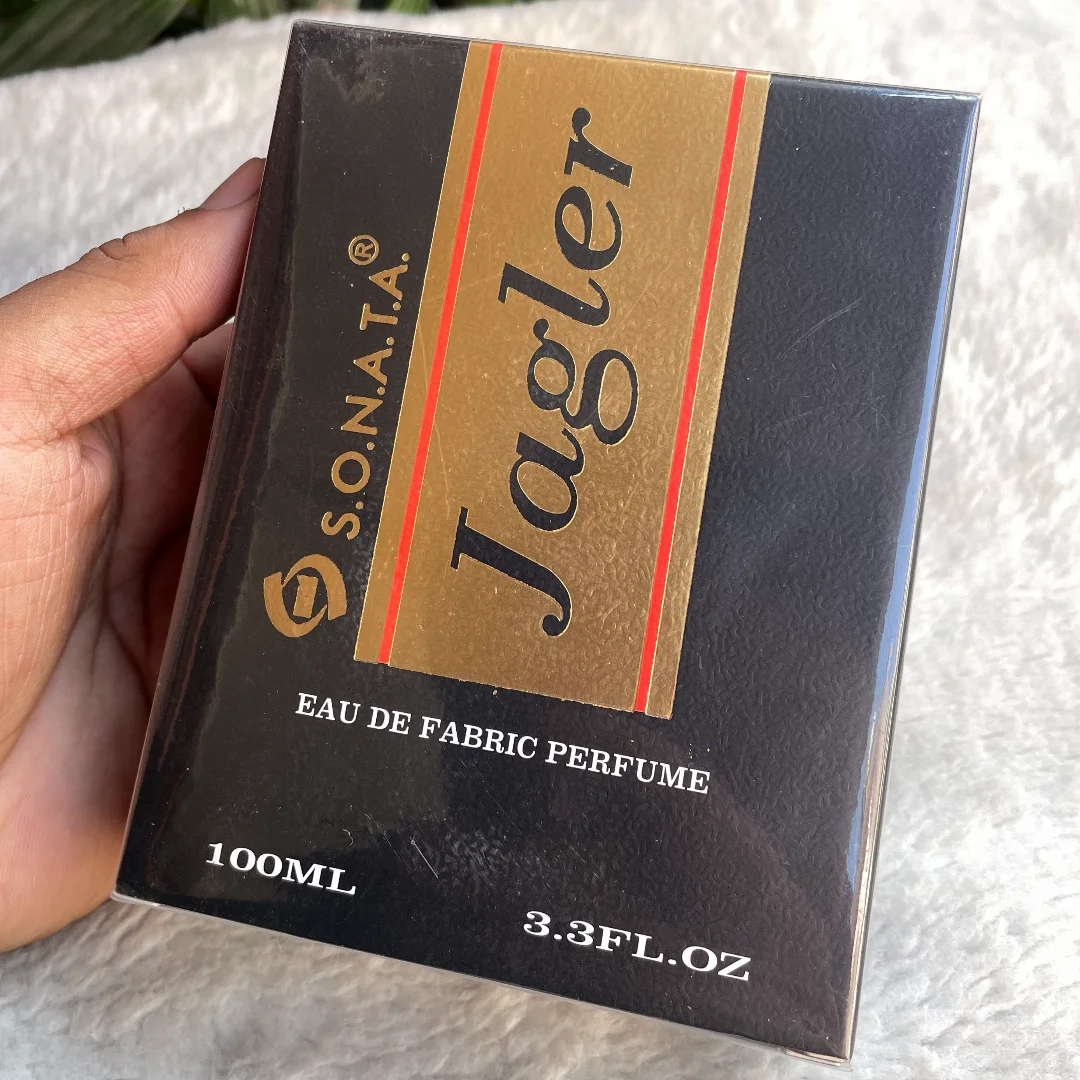 S.O.N.A.T.A.®
Jagler
EAU DE FABRIC PERFUME
100ML
3.3FL.OZ